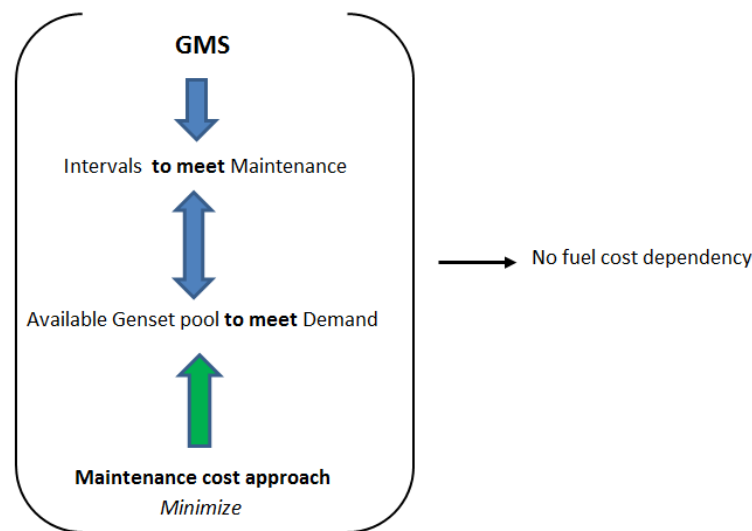 GMS
Intervals to meet Maintenance
No fuel cost dependency
Available Genset pool to meet Demand
Maintenance cost approach
Minimize